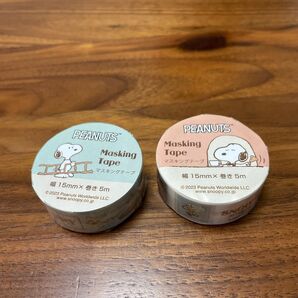 PEANUTS
Masking
Tape
マスキングテープ
幅 15mm× 巻き 5m
©2022 Peanuts Worldwide LLC
www.snoopy.co.jp
PEANUTS
Masking
Tape
マスキングテープ
幅 15mm× 巻き 5m
©2022 Peanuts Worldwide LLC
www.snoopy.co.jp